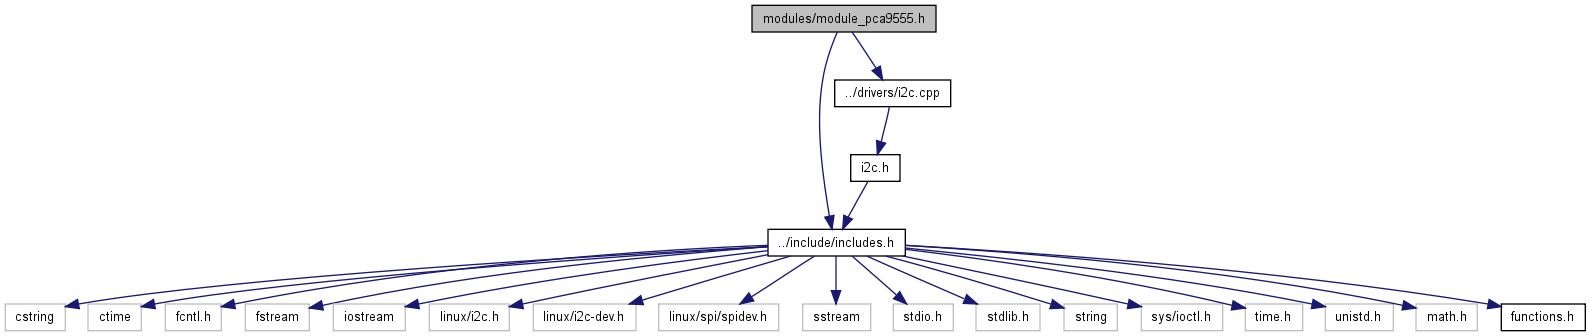 modules/module_pca9555.h
../drivers/i2c.cpp
i2c.h
../include/includes.h
cstring
ctime
fcntl.h
fstream
iostream
linux/i2c.h
linux/i2c-dev.h
linux/spi/spidev.h
sstream
stdio.h
stdlib.h
string
sys/ioctl.h
time.h
unistd.h
math.h
functions.h